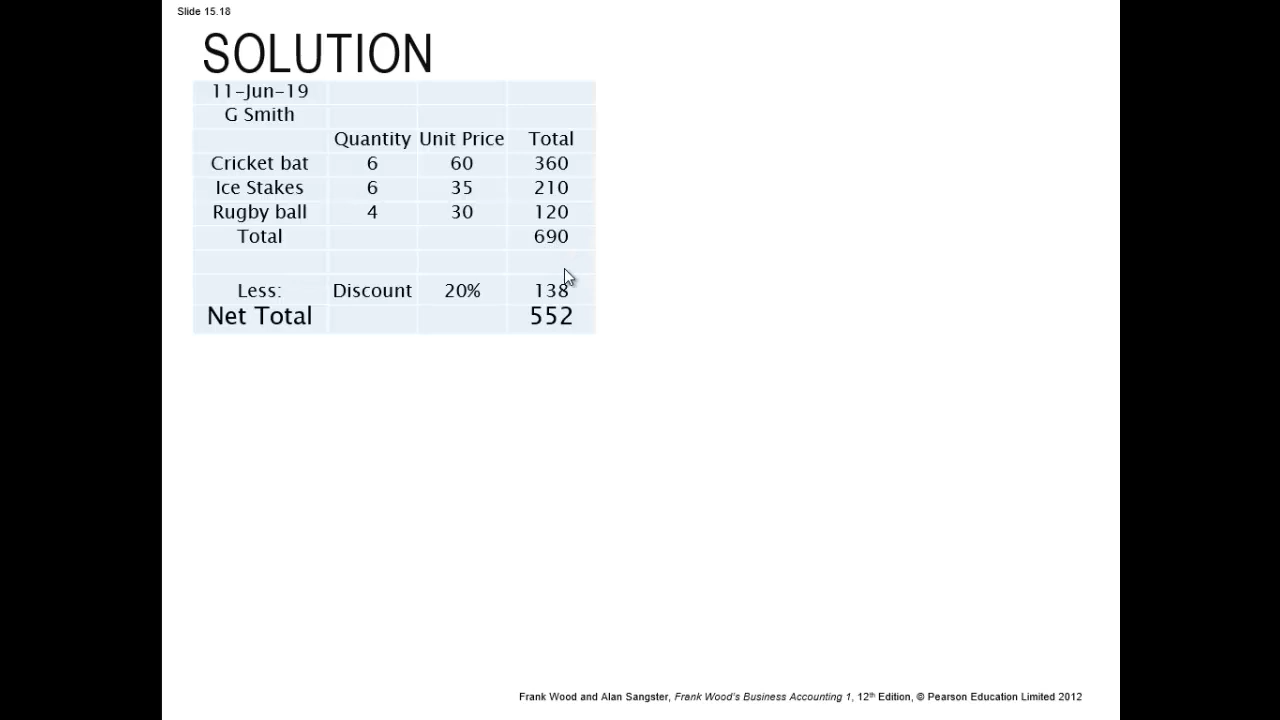 Slide 15.18
SOLUTION
11-Jun-19
G Smith
Quantity Unit Price Total
Cricket bat 6 60 360
Ice Stakes 6 35 210
Rugby ball 4 30 120
Total 690
Less: Discount 20% 138
Net Total 552
Frank Wood and Alan Sangster, Frank Wood's Business Accounting 1, 12th Edition, © Pearson Education Limited 2012